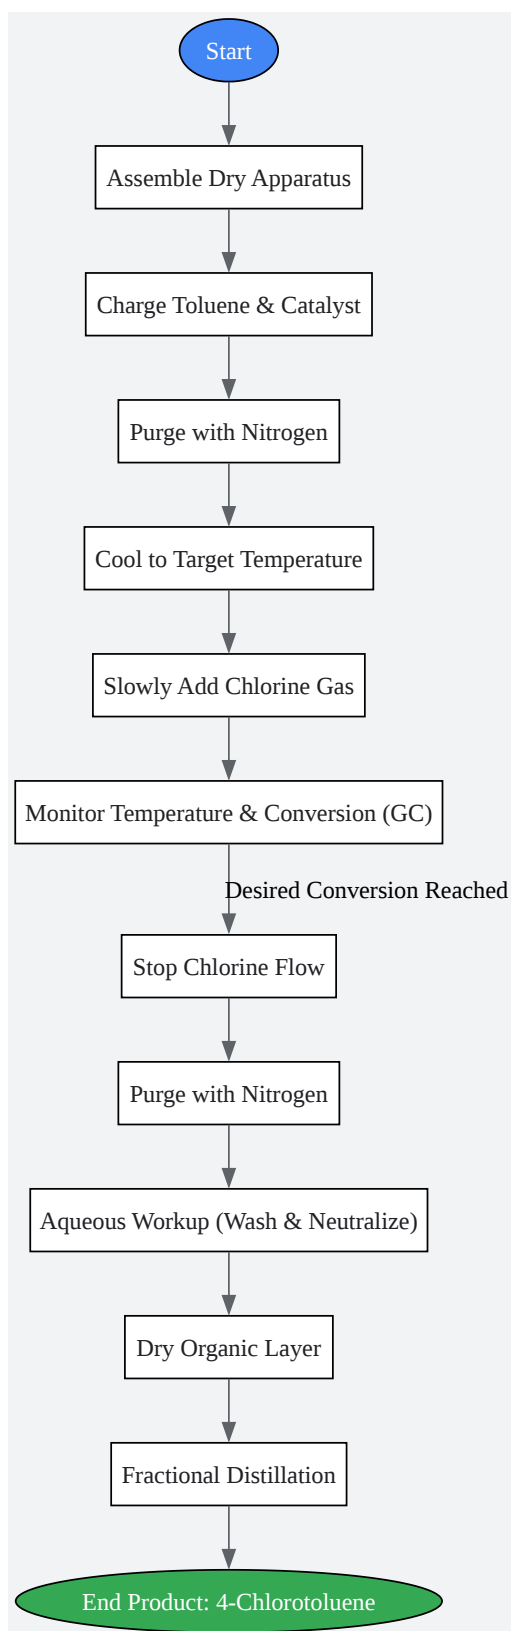 Start
Assemble Dry Apparatus
Charge Toluene & Catalyst
Purge with Nitrogen
Cool to Target Temperature
Slowly Add Chlorine Gas
Monitor Temperature & Conversion (GC)
Desired Conversion Reached
Stop Chlorine Flow
Purge with Nitrogen
Aqueous Workup (Wash & Neutralize)
Dry Organic Layer
Fractional Distillation
End Product: 4-Chlorotoluene